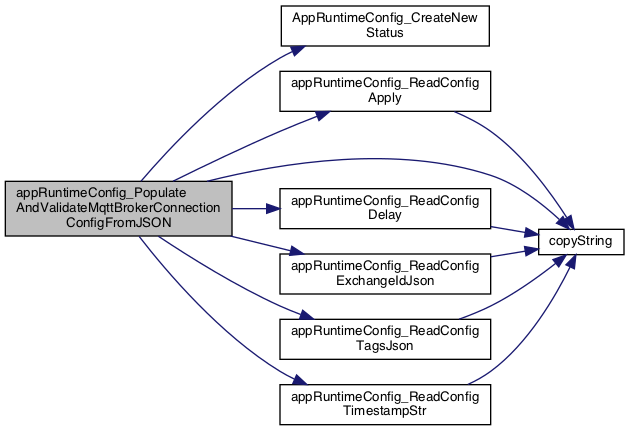 AppRuntimeConfig_CreateNew
Status
appRuntimeConfig_ReadConfig
Apply
appRuntimeConfig_Populate
AndValidateMqttBrokerConnection
ConfigFromJSON
appRuntimeConfig_ReadConfig
Delay
copyString
appRuntimeConfig_ReadConfig
ExchangeIdJson
appRuntimeConfig_ReadConfig
TagsJson
appRuntimeConfig_ReadConfig
TimestampStr